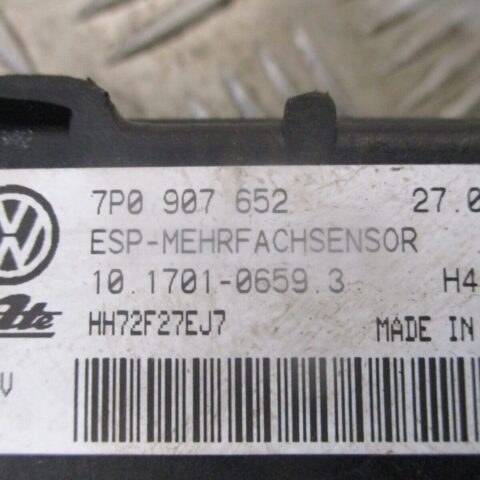 7P0 907 652 27.0
ESP-MEHRFACHSENSOR
10.1701-0659.3 H4
Ate HH72F27EJ7 MADE IN
V